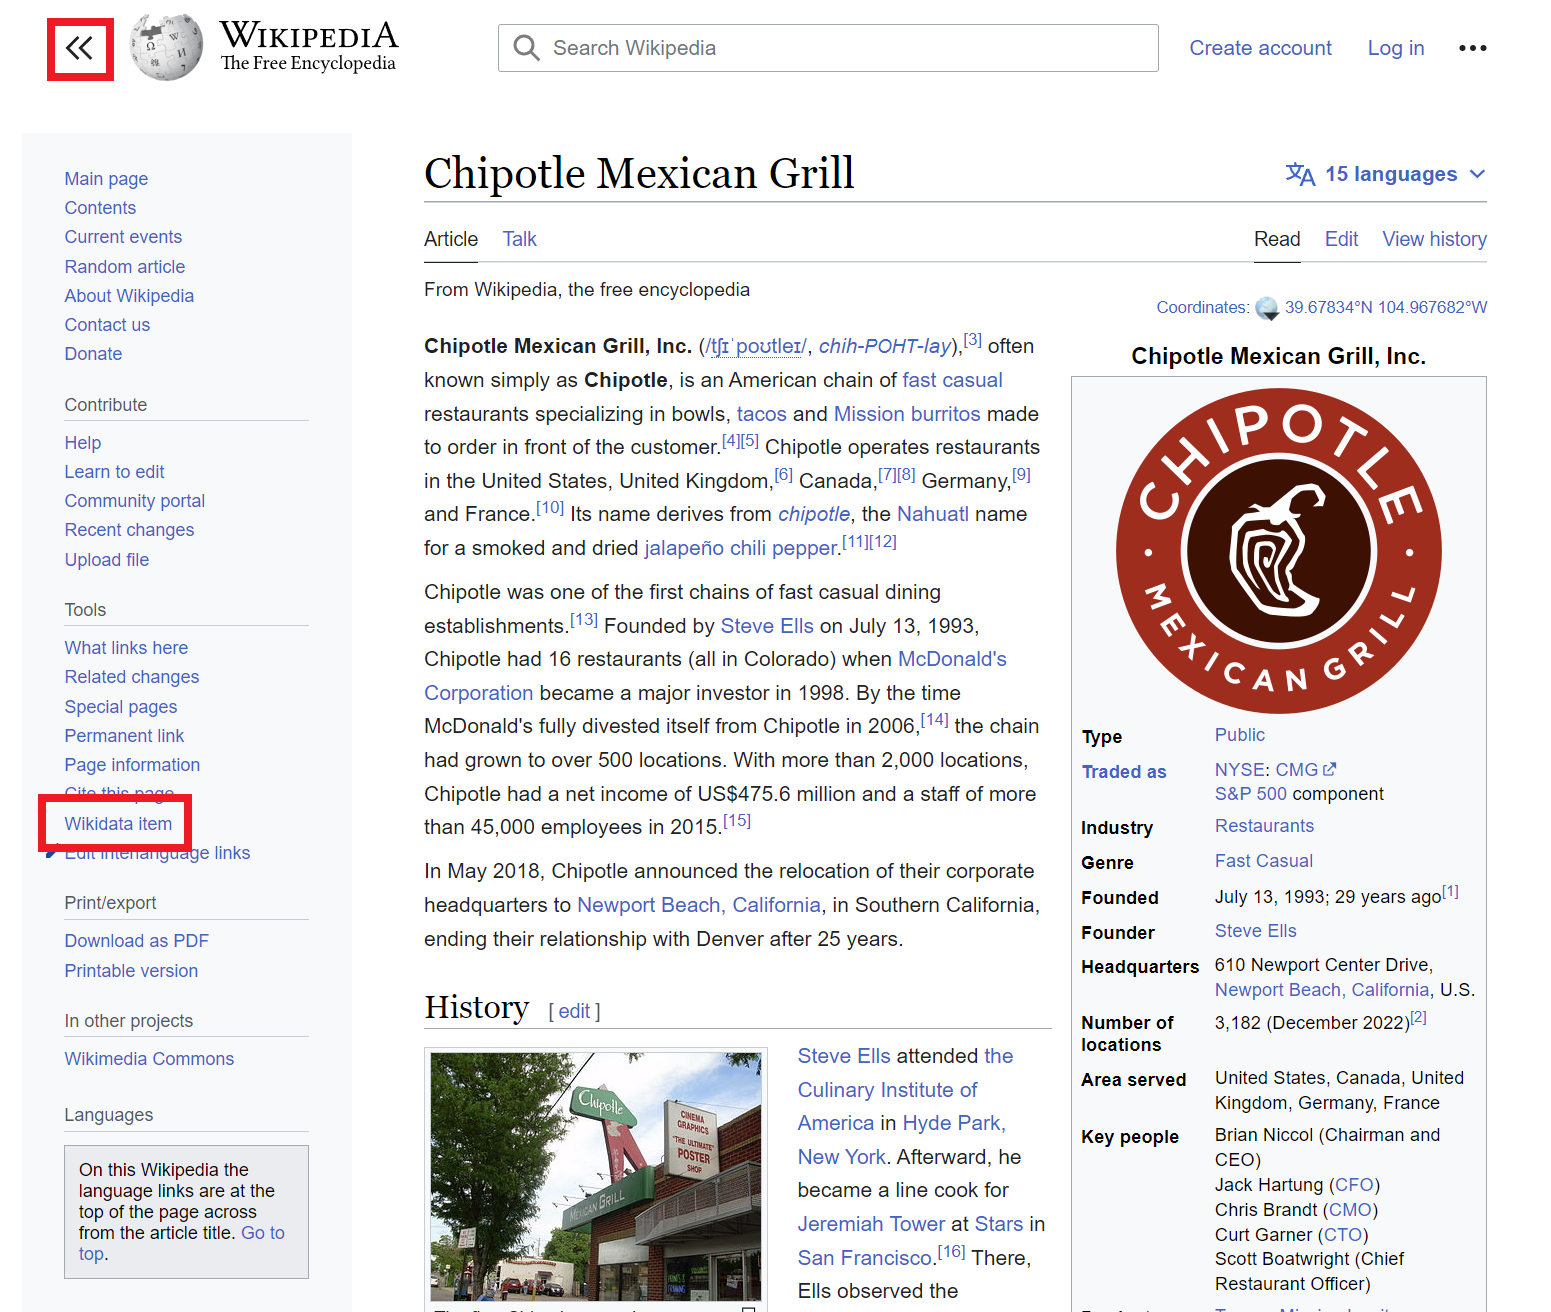 WIKIPEDIA
The Free Encyclopedia
Search Wikipedia
Create account
Log in
Main page
Contents
Current events
Random article
About Wikipedia
Contact us
Donate
Contribute
Help
Learn to edit
Community portal
Recent changes
Upload file
Tools
What links here
Related changes
Special pages
Permanent link
Page information
Cite this page
Wikidata item
Edit interlanguage links
Print/export
Download as PDF
Printable version
In other projects
Wikimedia Commons
Languages
On this Wikipedia the
language links are at the
top of the page across
from the article title. Go to
top.
Chipotle Mexican Grill
15 languages
Article Talk
Read Edit View history
From Wikipedia, the free encyclopedia
Coordinates: 39.67834°N 104.967682°W
Chipotle Mexican Grill, Inc. (/tʃɪˈpoʊtleɪ/, chih-POHT-lay),[3] often
known simply as Chipotle, is an American chain of fast casual
restaurants specializing in bowls, tacos and Mission burritos made
to order in front of the customer.[4][5] Chipotle operates restaurants
in the United States, United Kingdom,[6] Canada,[7][8] Germany,[9]
and France.[10] Its name derives from chipotle, the Nahuatl name
for a smoked and dried jalapeño chili pepper.[11][12]
Chipotle was one of the first chains of fast casual dining
establishments.[13] Founded by Steve Ells on July 13, 1993,
Chipotle had 16 restaurants (all in Colorado) when McDonald's
Corporation became a major investor in 1998. By the time
McDonald's fully divested itself from Chipotle in 2006,[14] the chain
had grown to over 500 locations. With more than 2,000 locations,
Chipotle had a net income of US$475.6 million and a staff of more
than 45,000 employees in 2015.[15]
In May 2018, Chipotle announced the relocation of their corporate
headquarters to Newport Beach, California, in Southern California,
ending their relationship with Denver after 25 years.
History [ edit ]
Chipotle
MEXICAN GRILL
CINEMA
GRAPHICS
"THE ULTIMATE"
POSTER
SHOP
Steve Ells attended the
Culinary Institute of
America in Hyde Park,
New York. Afterward, he
became a line cook for
Jeremiah Tower at Stars in
San Francisco.[16] There,
Ells observed the
Chipotle Mexican Grill, Inc.
CHIPOTLE
MEXICAN GRILL
Type Public
Traded as NYSE: CMG
S&P 500 component
Industry Restaurants
Genre Fast Casual
Founded July 13, 1993; 29 years ago[1]
Founder Steve Ells
Headquarters 610 Newport Center Drive,
Newport Beach, California, U.S.
Number of locations 3,182 (December 2022)[2]
Area served United States, Canada, United
Kingdom, Germany, France
Key people Brian Niccol (Chairman and
CEO)
Jack Hartung (CFO)
Chris Brandt (CMO)
Curt Garner (CTO)
Scott Boatwright (Chief
Restaurant Officer)